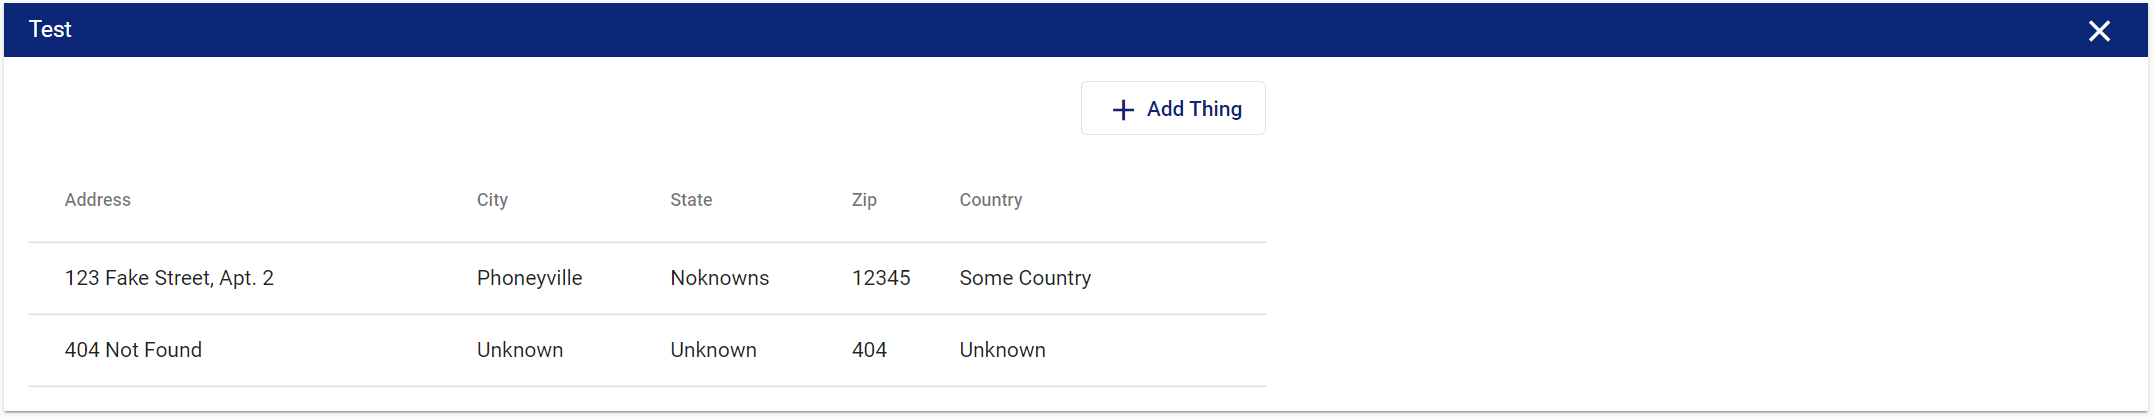 Test
Add Thing
Address City State Zip Country
123 Fake Street, Apt. 2 Phoneyville Noknowns 12345 Some Country
404 Not Found Unknown Unknown 404 Unknown